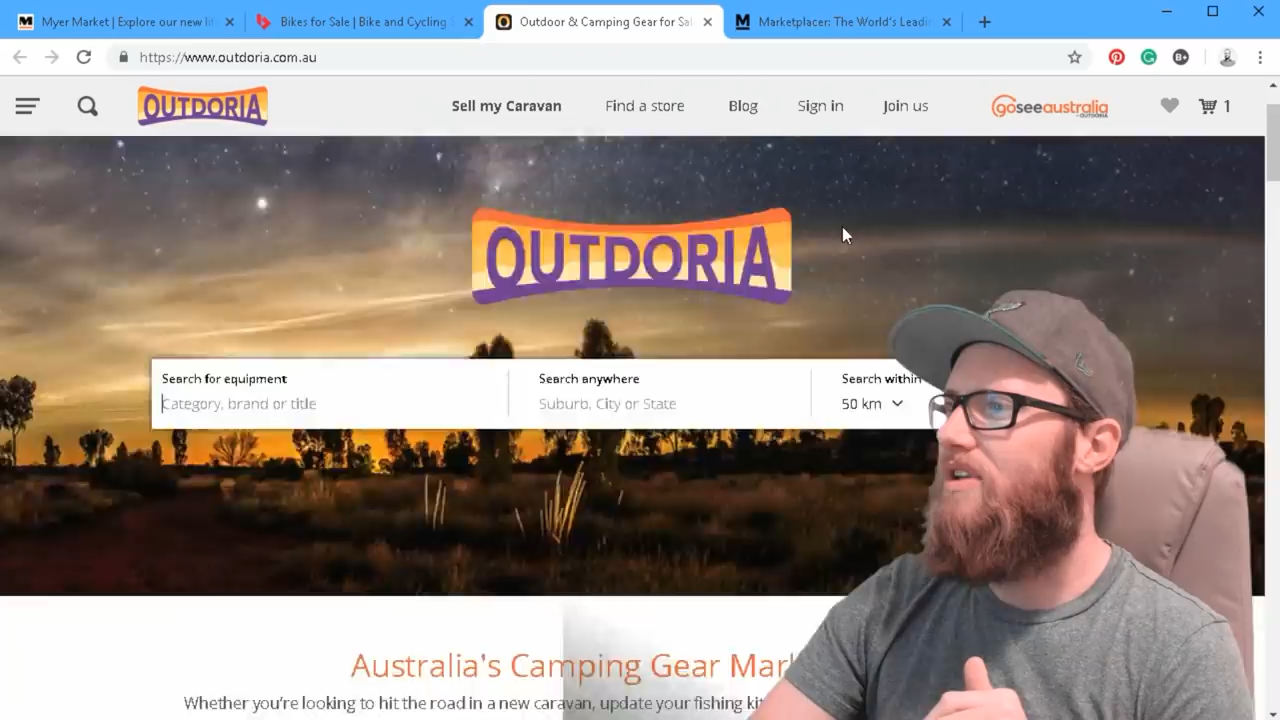 Myer Market | Explore our new li
Bikes for Sale | Bike and Cycling S
Outdoor & Camping Gear for Sal
Marketplacer: The World's Leadin
https://www.outdoria.com.au
OUTDORIA
Sell my Caravan
Find a store
Blog
Sign in
Join us
goseeaustralia
1
OUTDORIA
Search for equipment
Category, brand or title
Search anywhere
Suburb, City or State
Search within
50 km
Australia's Camping Gear Mark
Whether you're looking to hit the road in a new caravan, update your fishing kit